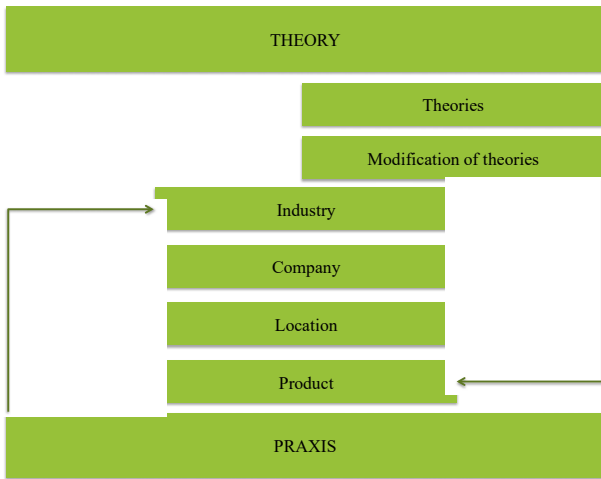 THEORY
Theories
Modification of theories
Industry
Company
Location
Product
PRAXIS